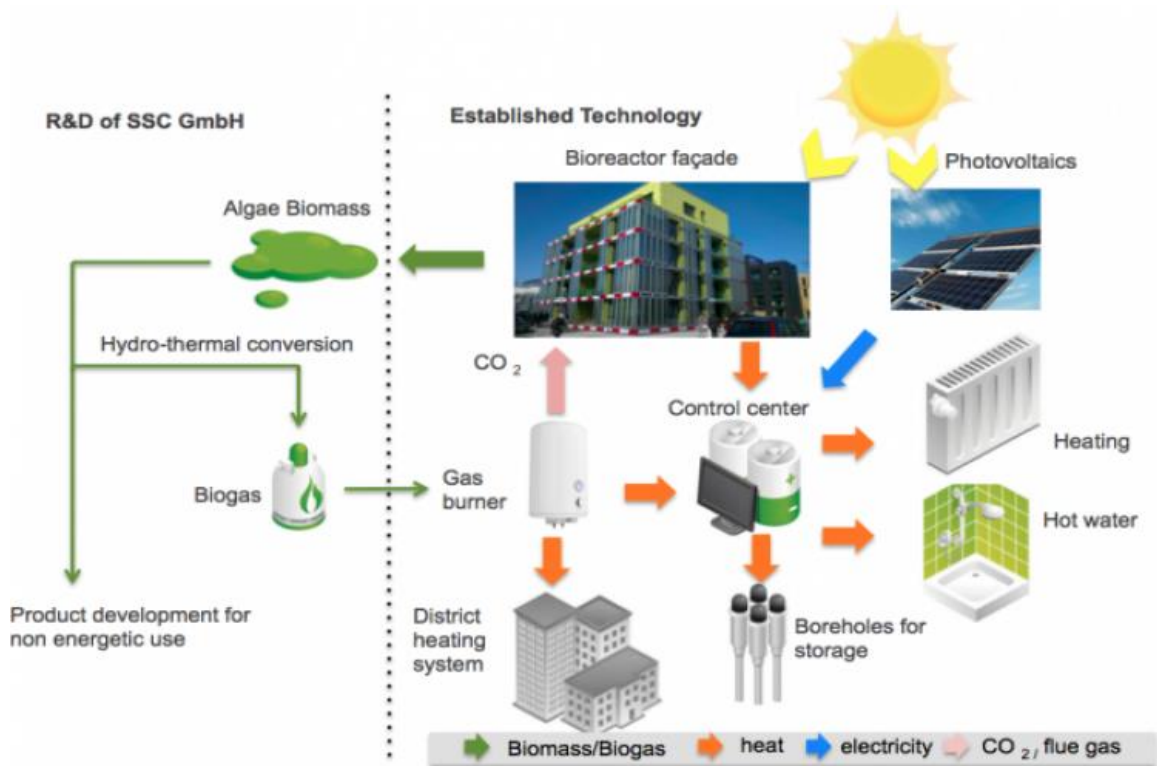 R&D of SSC GmbH
Established Technology
Bioreactor façade
Photovoltaics
Algae Biomass
Hydro-thermal conversion
CO 2
Control center
Heating
Biogas
Gas
burner
Hot water
Product development for
non energetic use
District
heating
system
Boreholes for
storage
Biomass/Biogas
heat
electricity
CO 2 / flue gas